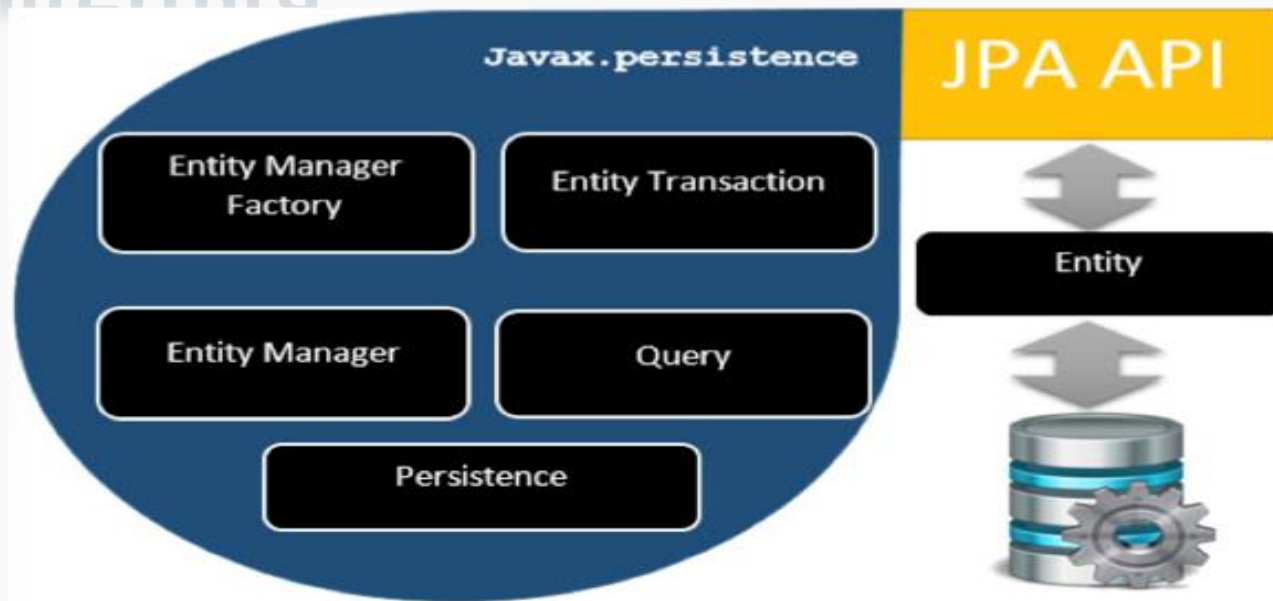 Javax.persistence
JPA API
Entity Manager
Factory
Entity Transaction
Entity
Entity Manager
Query
Persistence